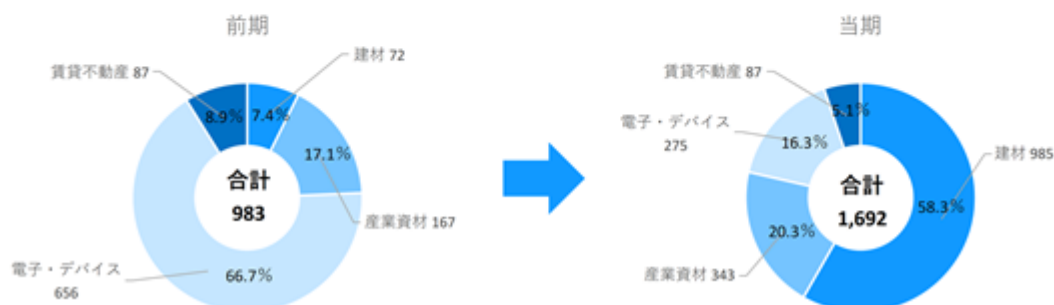 前期
建材 72
賃貸不動産 87
8.9%
7.4%
17.1%
合計
983
産業資材 167
電子・デバイス
656
66.7%
当期
賃貸不動産 87
5.1%
電子・デバイス
275
16.3%
建材 985
合計
1,692
58.3%
20.3%
産業資材 343